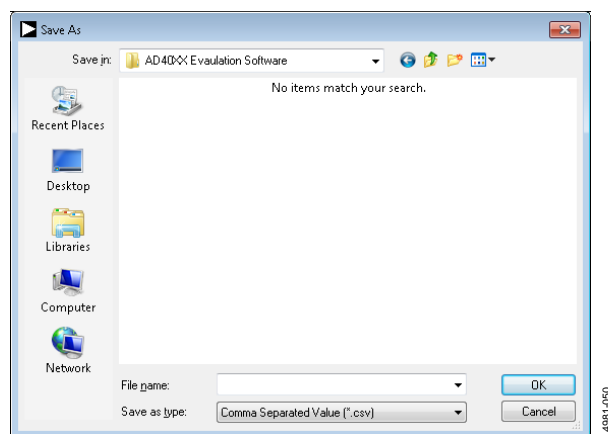 Save As
Save in:
AD40XX Evaulation Software
No items match your search.
Recent Places
Desktop
Libraries
Computer
Network
File name:
OK
Save as type:
Comma Separated Value (*.csv)
Cancel
4981-050